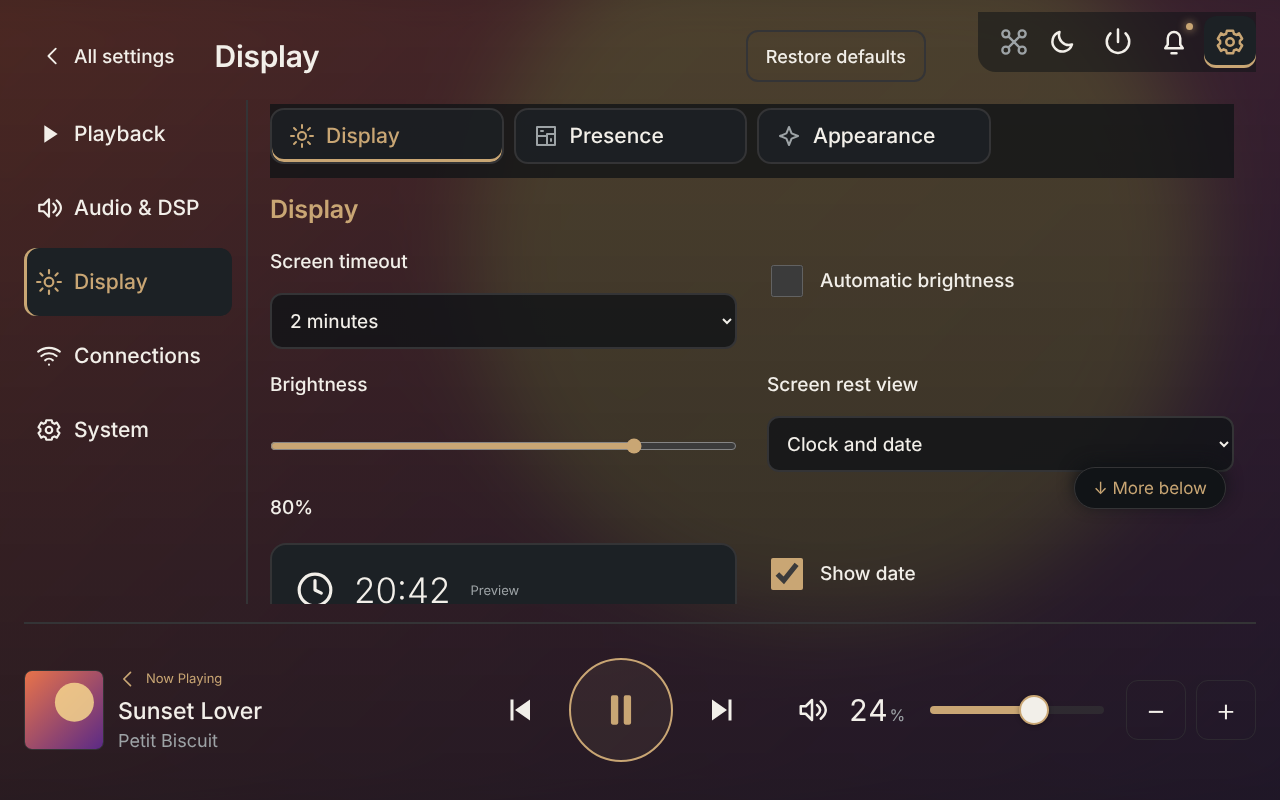 All settings
Display
Restore defaults
Playback
Audio & DSP
Display
Connections
System
Display
Presence
Appearance
Display
Screen timeout
2 minutes
Automatic brightness
Brightness
80%
Screen rest view
Clock and date
↓ More below
20:42
Preview
Show date
Now Playing
Sunset Lover
Petit Biscuit
24%
−
+